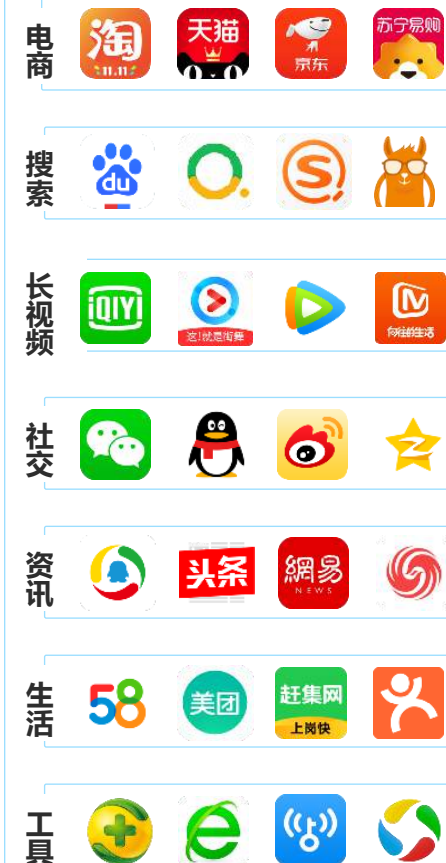 电商
淘
11.11
天猫
京东
苏宁易购
搜索
du
S
长视频
iQIYI
这!就是街舞
向往的生活
社交
Z
资讯
头条
網易
NEWS
生活
58
美团
赶集网
上岗快
工具
e